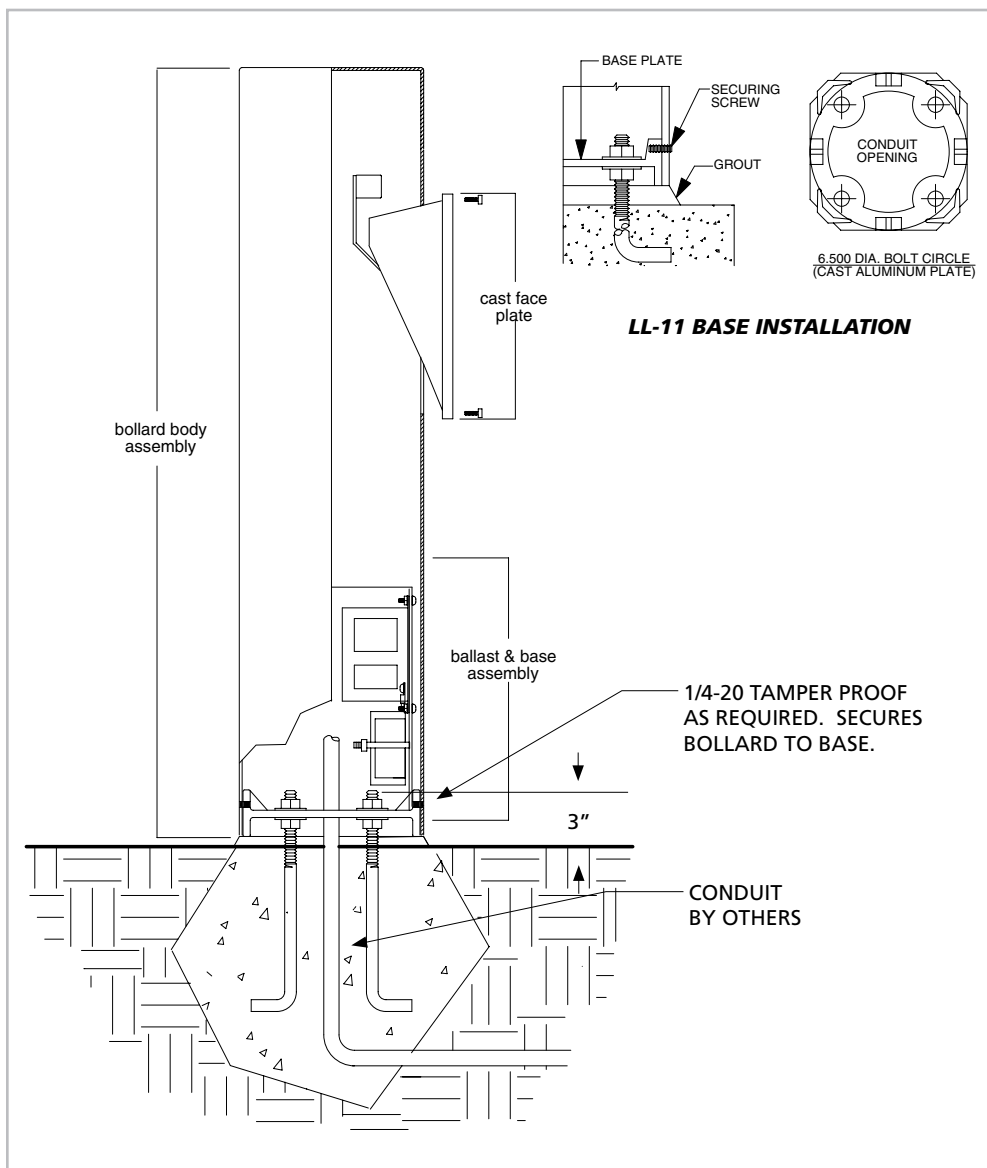 BASE PLATE
SECURING
SCREW
GROUT
CONDUIT
OPENING
6.500 DIA. BOLT CIRCLE
(CAST ALUMINUM PLATE)
LL-11 BASE INSTALLATION
cast face
plate
bollard body
assembly
ballast & base
assembly
1/4-20 TAMPER PROOF
AS REQUIRED. SECURES
BOLLARD TO BASE.
3”
CONDUIT
BY OTHERS